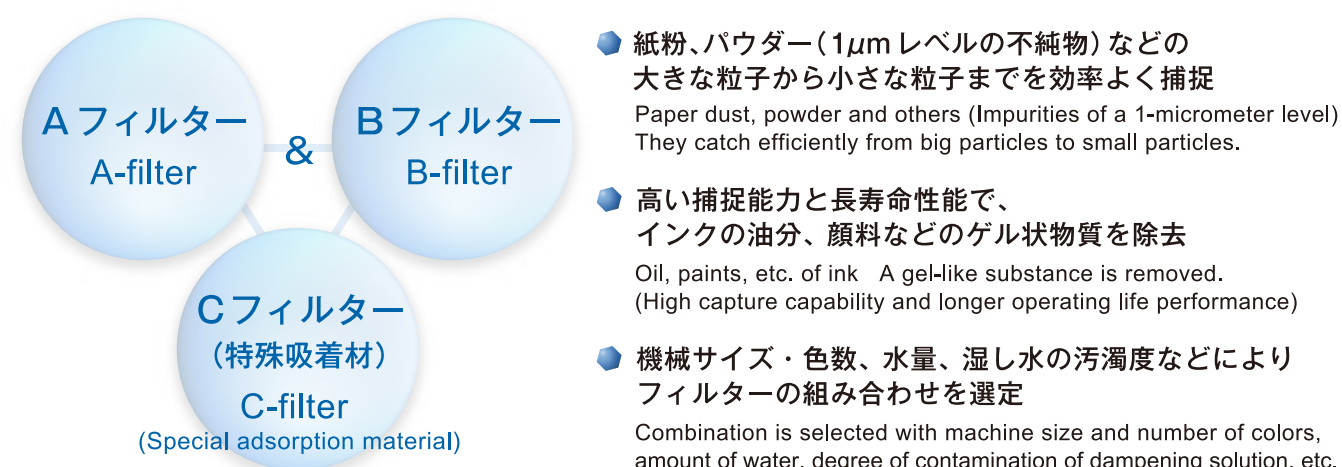 Aフィルター
A-filter
&
Bフィルター
B-filter
Cフィルター
（特殊吸着材）
C-filter
(Special adsorption material)
紙粉、パウダー（1μmレベルの不純物）などの
大きな粒子から小さな粒子までを効率よく捕捉
Paper dust, powder and others (Impurities of a 1-micrometer level)
They catch efficiently from big particles to small particles.
高い捕捉能力と長寿命性能で、
インクの油分、顔料などのゲル状物質を除去
Oil, paints, etc. of ink A gel-like substance is removed.
(High capture capability and longer operating life performance)
機械サイズ・色数、水量、湿し水の汚濁度などにより
フィルターの組み合わせを選定
Combination is selected with machine size and number of colors,
amount of water, degree of contamination of dampening solution, etc.